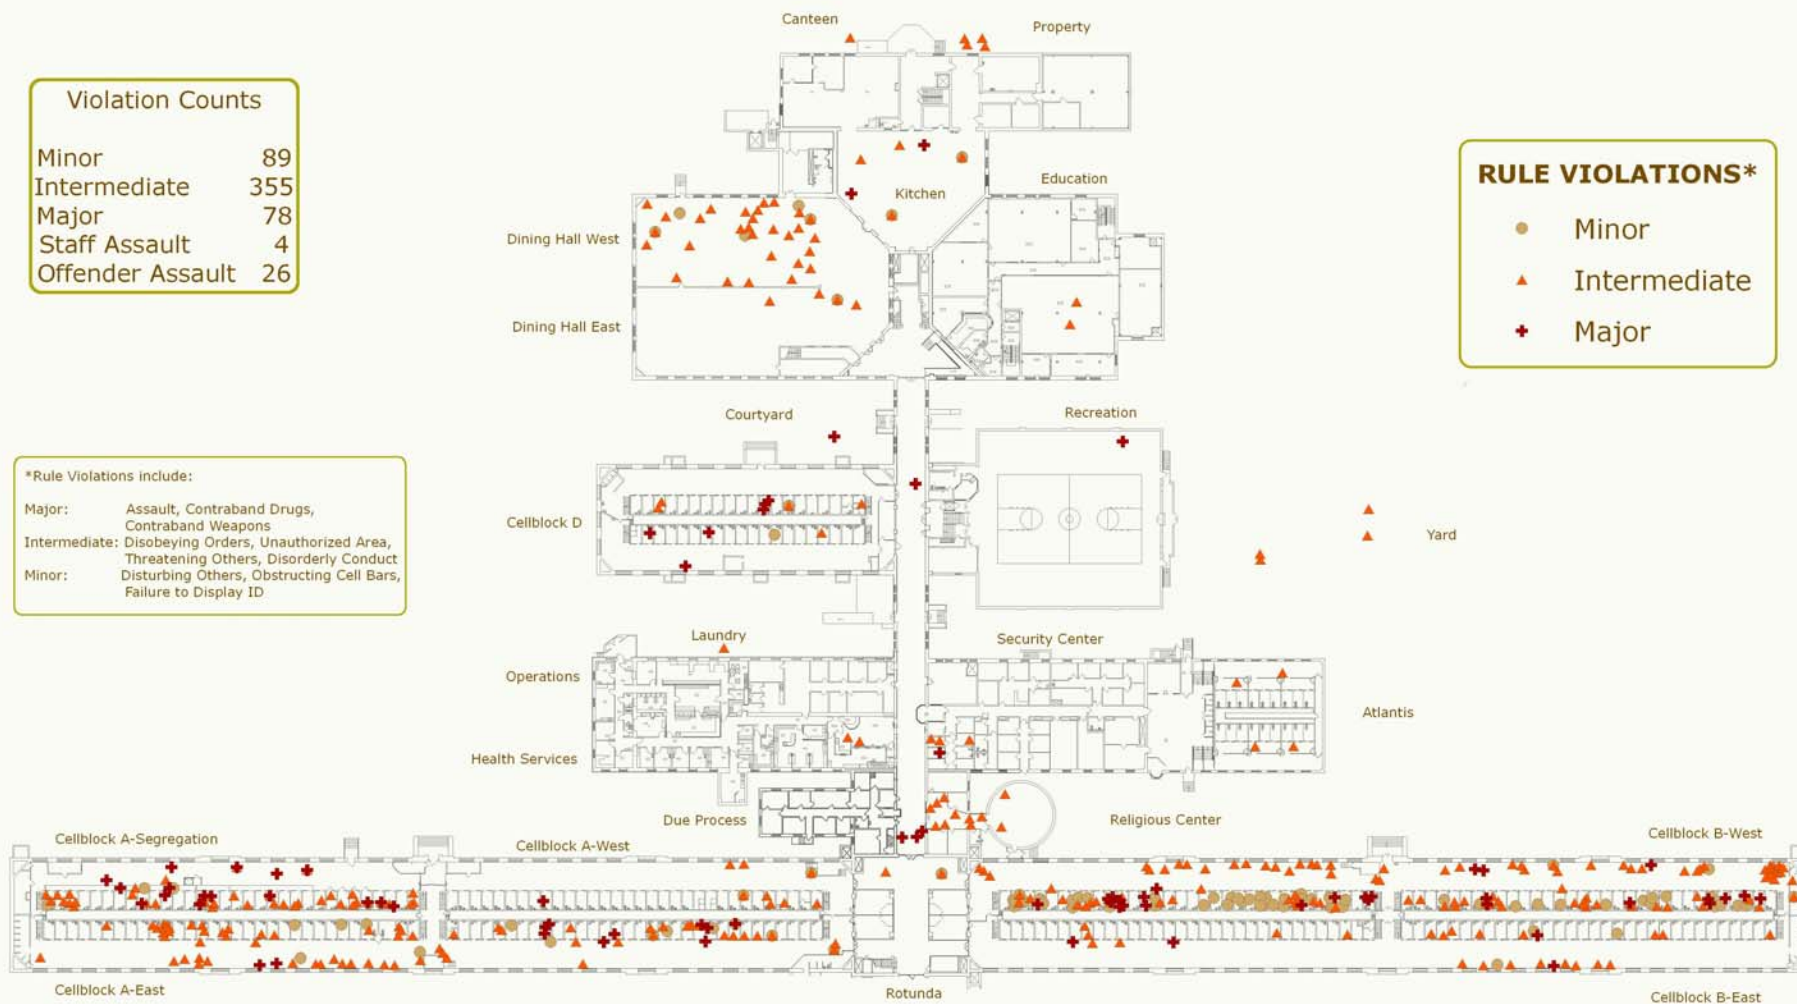 Canteen
Property
Violation Counts
Minor 89
Intermediate 355
Major 78
Staff Assault 4
Offender Assault 26
RULE VIOLATIONS*
Minor
Intermediate
Major
Kitchen
Education
Dining Hall West
Dining Hall East
Courtyard
Recreation
*Rule Violations include:
Major: Assault, Contraband Drugs,
Contraband Weapons
Intermediate: Disobeying Orders, Unauthorized Area,
Threatening Others, Disorderly Conduct
Minor: Disturbing Others, Obstructing Cell Bars,
Failure to Display ID
Cellblock D
Yard
Laundry
Security Center
Operations
Atlantis
Health Services
Due Process
Religious Center
Cellblock A-Segregation
Cellblock A-West
Cellblock B-West
Cellblock A-East
Rotunda
Cellblock B-East